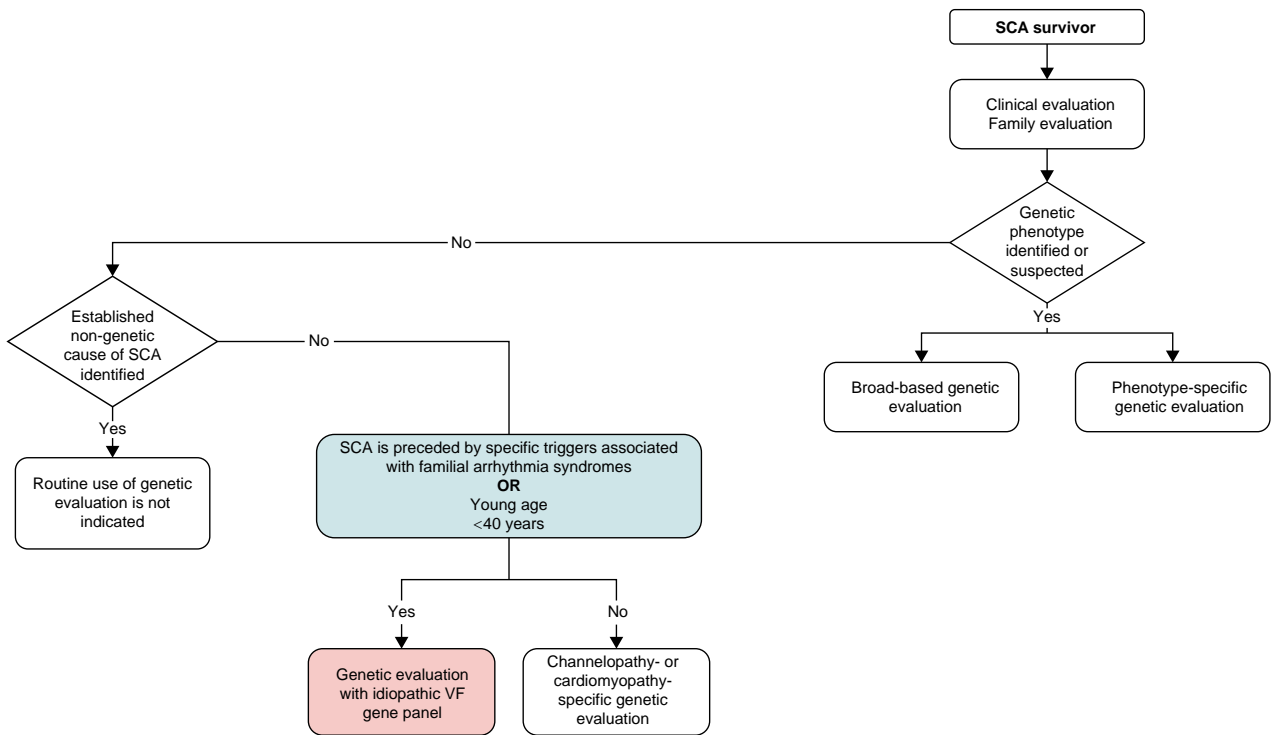 SCA survivor
Clinical evaluation
Family evaluation
Genetic
phenotype
identified or
suspected
No
Yes
Established
non-genetic
cause of SCA
identified
No
Yes
Broad-based genetic
evaluation
Phenotype-specific
genetic evaluation
Routine use of genetic
evaluation is not
indicated
SCA is preceded by specific triggers associated
with familial arrhythmia syndromes
OR
Young age
<40 years
Yes
No
Genetic evaluation
with idiopathic VF
gene panel
Channelopathy- or
cardiomyopathy-
specific genetic
evaluation